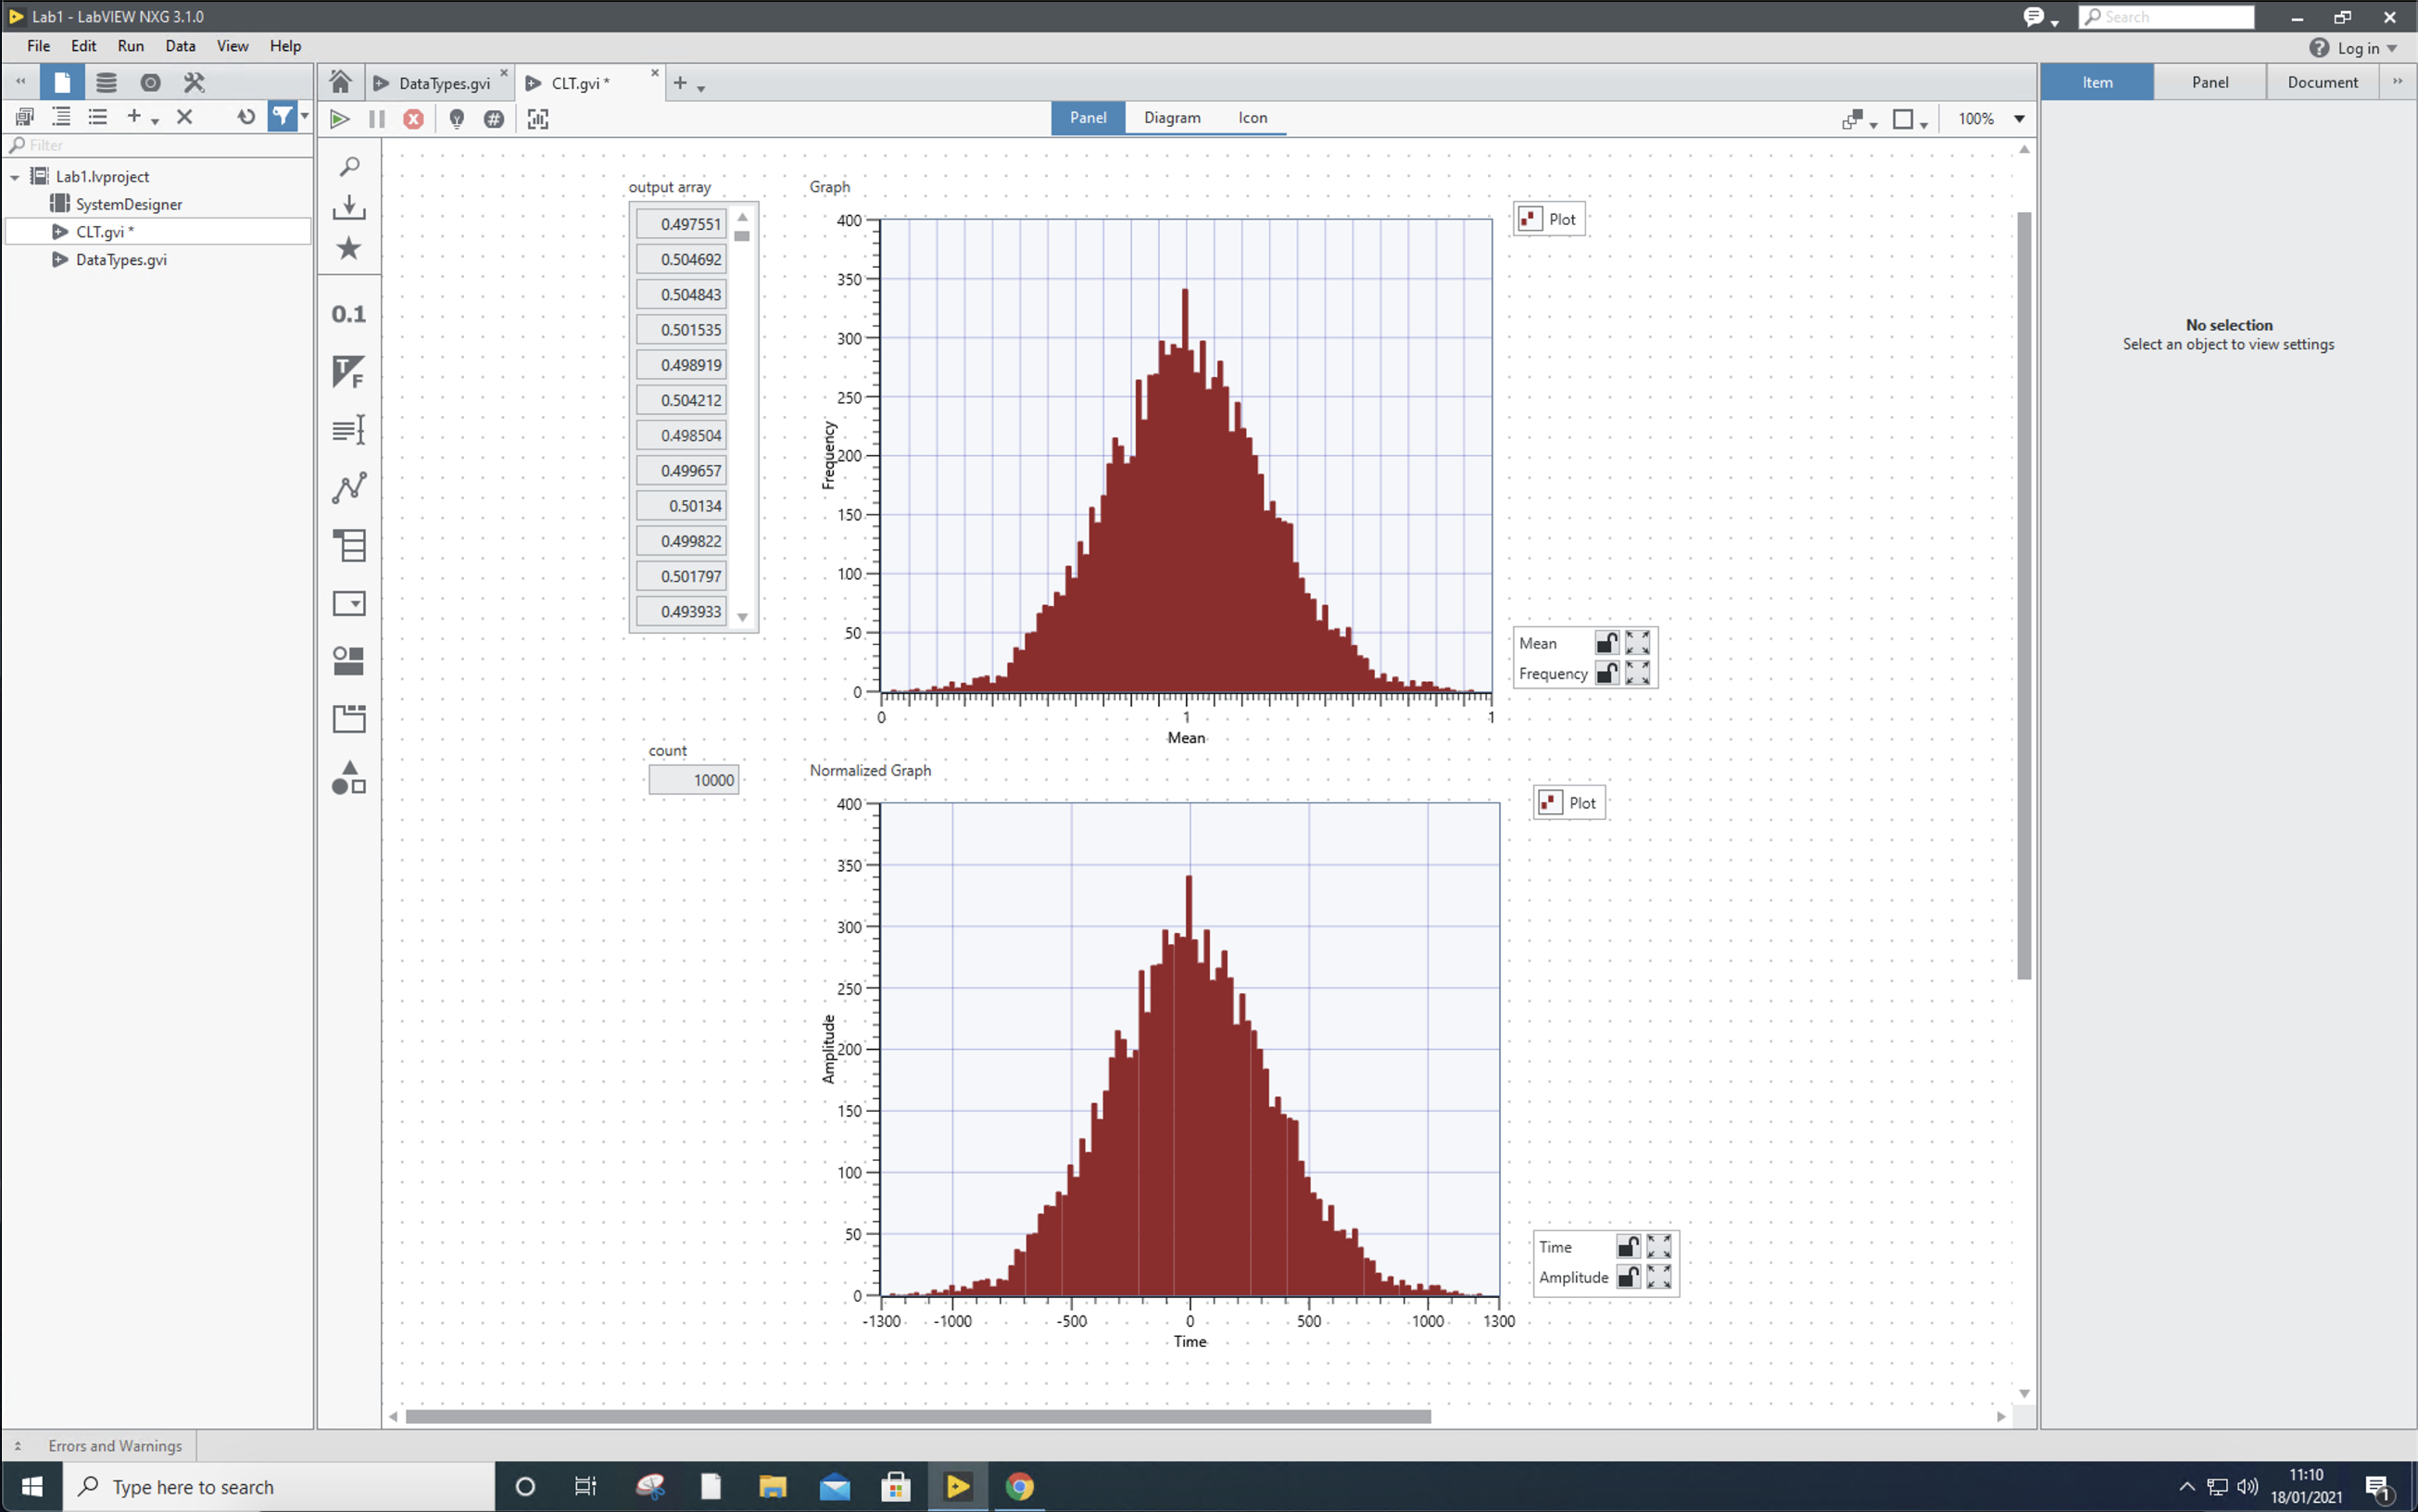 Lab1 - LabVIEW NXG 3.1.0
Search
File Edit Run Data View Help
Log in
DataTypes.gvi
CLT.gvi *
Item Panel Document
Panel Diagram Icon
100%
Filter
Lab1.lvproject
SystemDesigner
CLT.gvi *
DataTypes.gvi
0.1
T
F
output array
0.497551
0.504692
0.504843
0.501535
0.498919
0.504212
0.498504
0.499657
0.50134
0.499822
0.501797
0.493933
Graph
400
350
300
250
200
150
100
50
0
Frequency
0 1 1
Mean
Plot
Mean
Frequency
No selection
Select an object to view settings
count
10000
Normalized Graph
400
350
300
250
200
150
100
50
0
Amplitude
-1300 -1000 -500 0 500 1000 1300
Time
Plot
Time
Amplitude
Errors and Warnings
Type here to search
11:10
18/01/2021
1